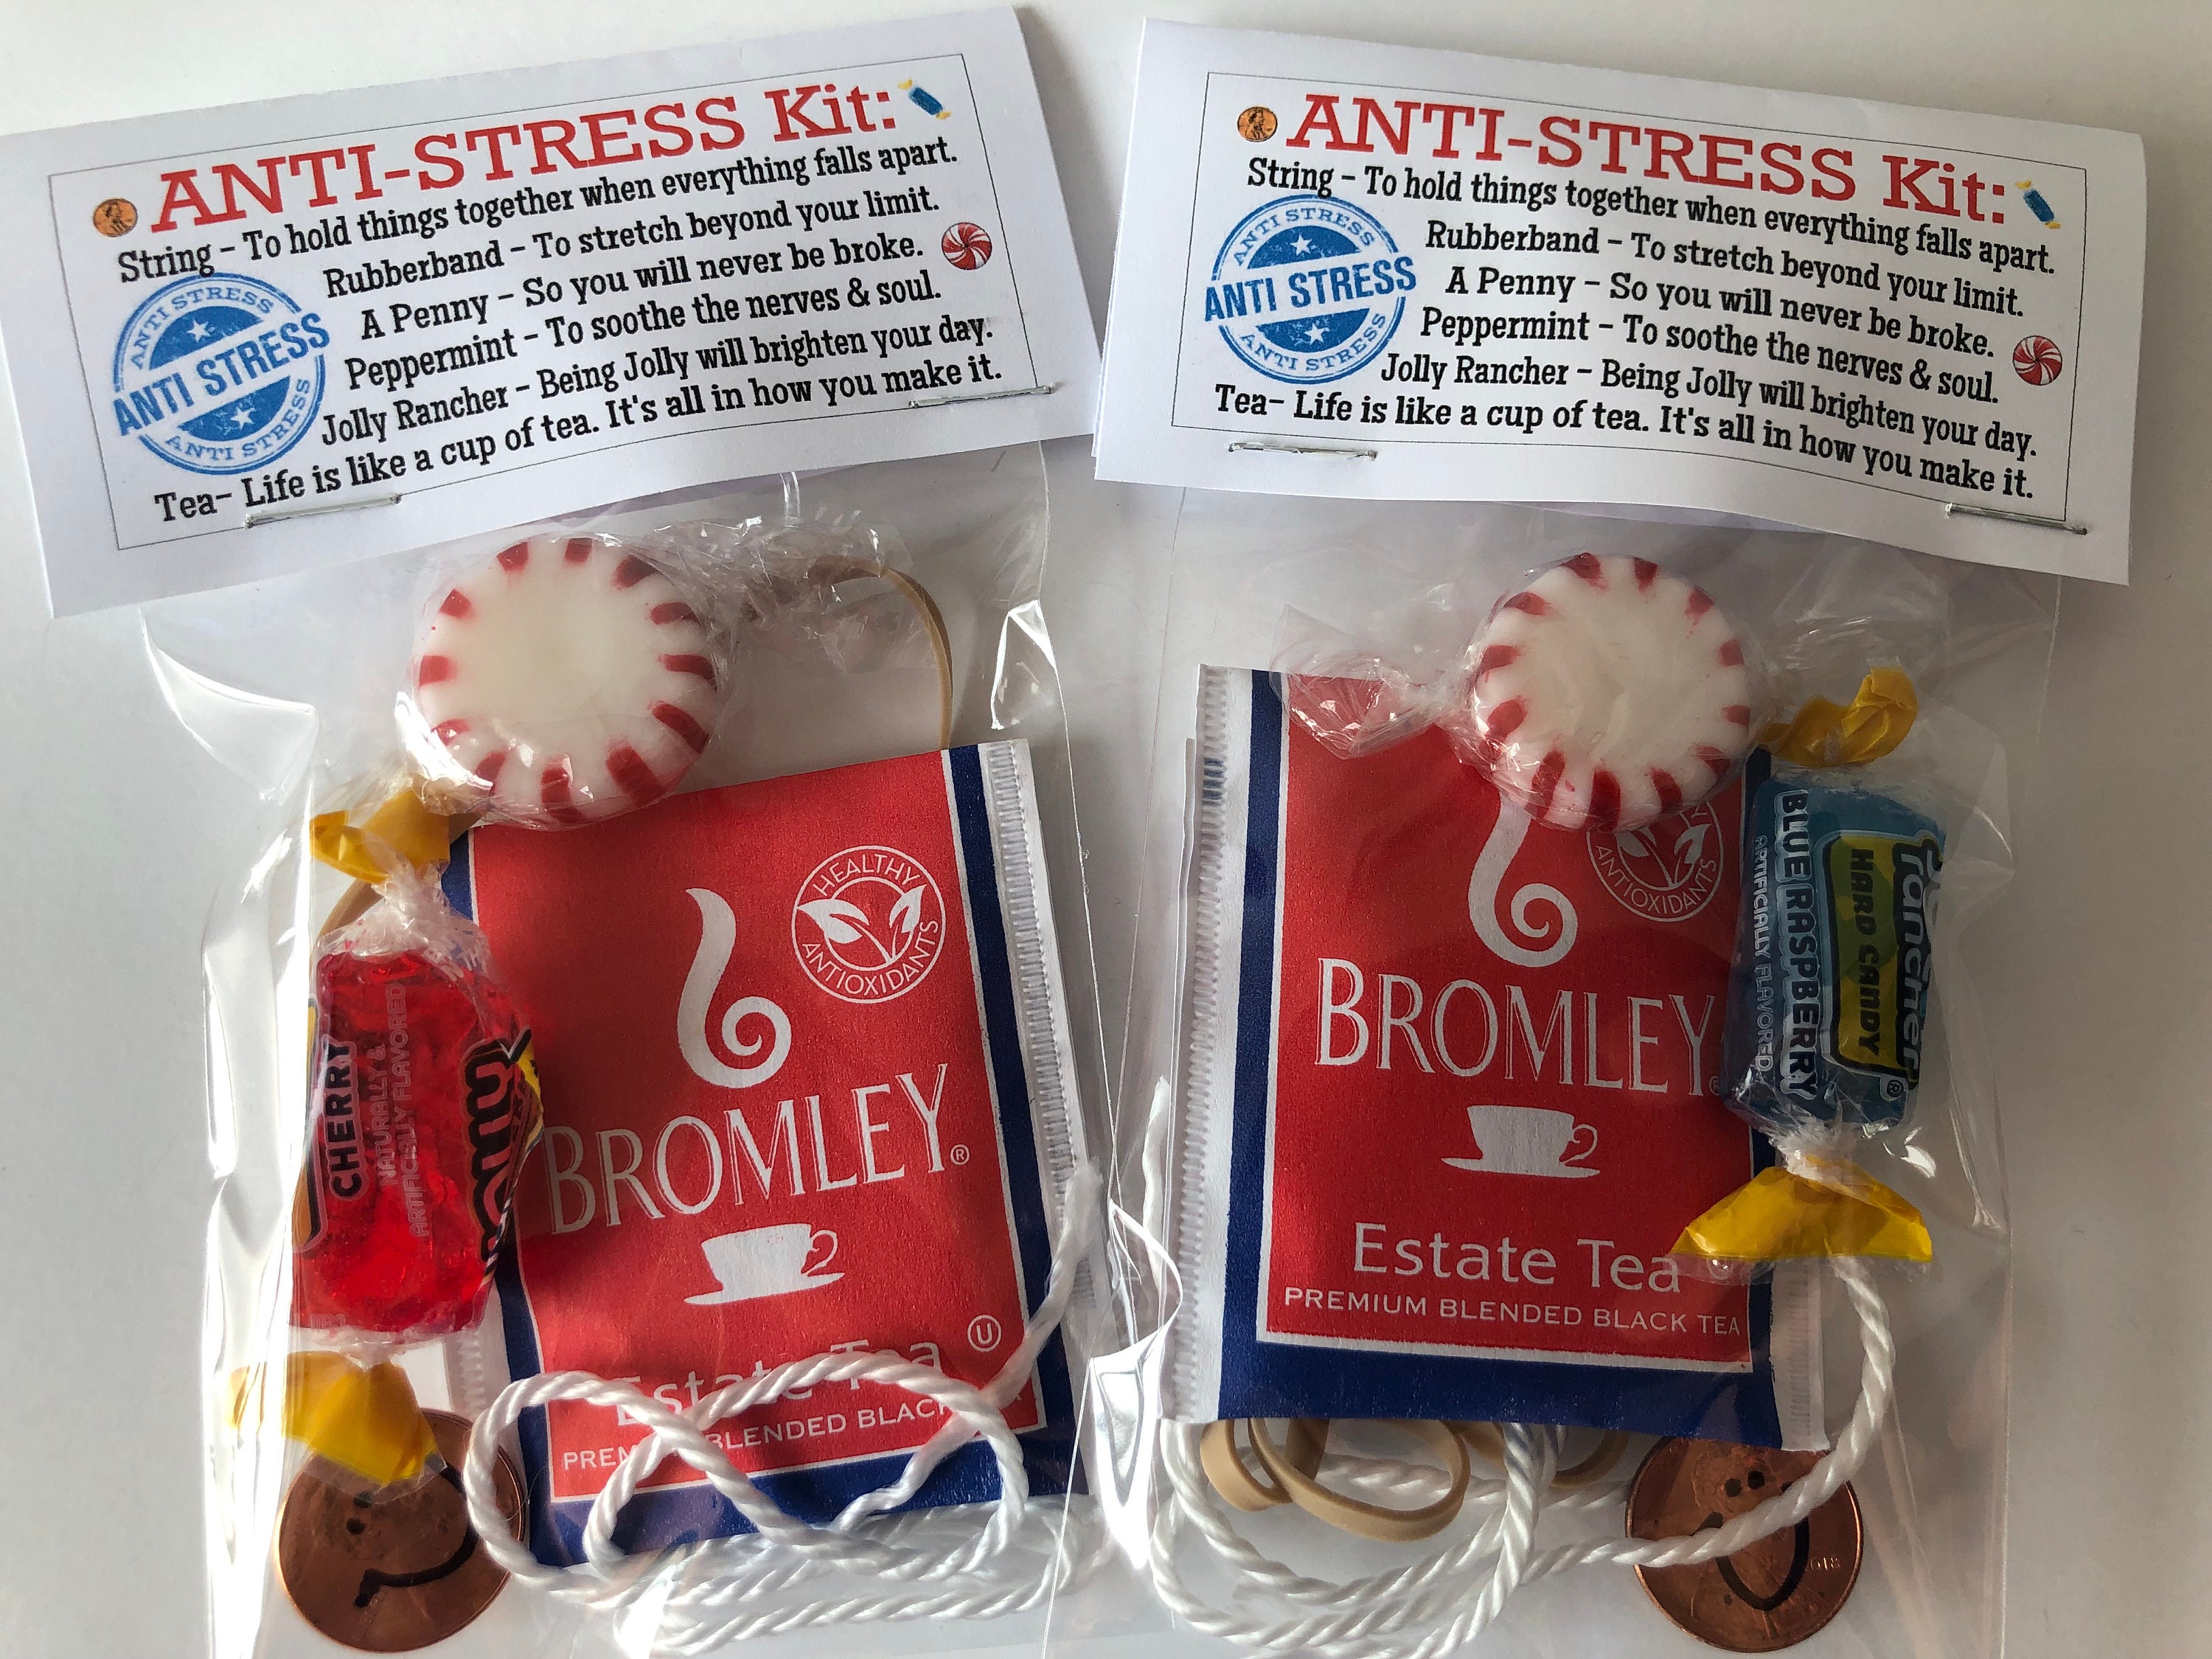 ANTI-STRESS Kit:
String - To hold things together when everything falls apart.
Rubberband - To stretch beyond your limit.
A Penny - So you will never be broke.
Peppermint - To soothe the nerves & soul.
Jolly Rancher - Being Jolly will brighten your day.
Tea- Life is like a cup of tea. It's all in how you make it.
ANTI STRESS
ANTI STRESS
ANTI STRESS
HEALTHY
ANTIOXIDANTS
BROMLEY®
Estate Tea
U
BLENDED
CHERRY
NATURALLY &
ARTIFICIALLY FLAVORED
ANTI-STRESS Kit:
String - To hold things together when everything falls apart.
Rubberband - To stretch beyond your limit.
A Penny - So you will never be broke.
Peppermint - To soothe the nerves & soul.
Jolly Rancher - Being Jolly will brighten your day.
Tea- Life is like a cup of tea. It's all in how you make it.
ANTI STRESS
ANTI STRESS
ANTI STRESS
ANTIOXIDANTS
BROMLEY®
Estate Tea
PREMIUM BLENDED BLACK TEA
rancher®
HARD CANDY
BLUE RASPBERRY
ARTIFICIALLY FLAVORED